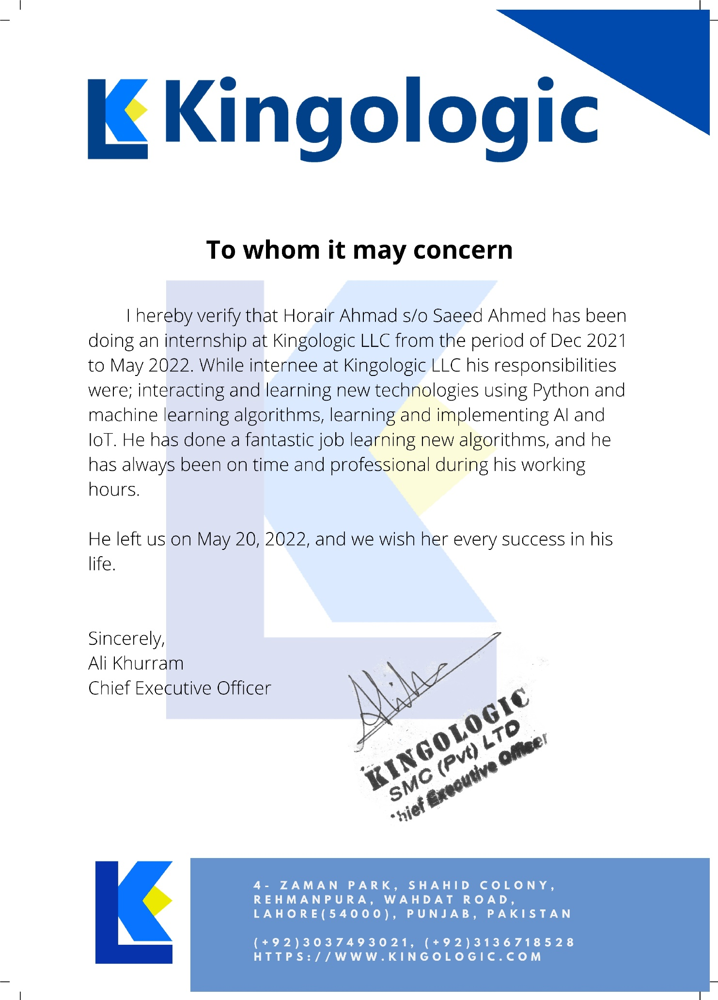 Kingologic
To whom it may concern
I hereby verify that Horair Ahmad s/o Saeed Ahmed has been
doing an internship at Kingologic LLC from the period of Dec 2021
to May 2022. While internee at Kingologic LLC his responsibilities
were; interacting and learning new technologies using Python and
machine learning algorithms, learning and implementing AI and
IoT. He has done a fantastic job learning new algorithms, and he
has always been on time and professional during his working
hours.
He left us on May 20, 2022, and we wish her every success in his
life.
Sincerely,
Ali Khurram
Chief Executive Officer
KINGOLOGIC
SMC (Pvt) LTD
Chief Executive Officer
4- ZAMAN PARK, SHAHID COLONY,
REHMANPURA, WAHDAT ROAD,
LAHORE(54000), PUNJAB, PAKISTAN
(+92)3037493021, (+92)3136718528
HTTPS://WWW.KINGOLOGIC.COM